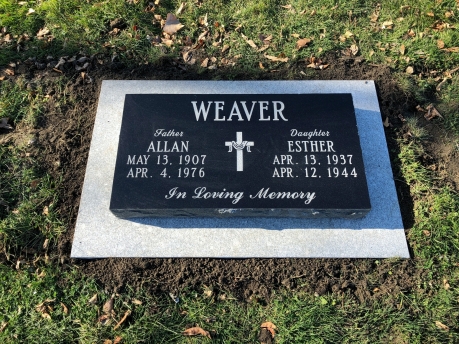 WEAVER
Father Daughter
ALLAN ESTHER
MAY 13, 1907 APR. 13, 1937
APR. 4, 1976 APR. 12, 1944
In Loving Memory